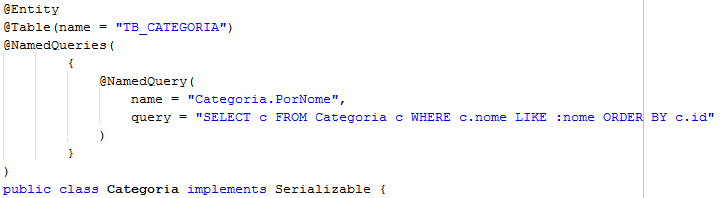 @Entity
@Table(name = "TB_CATEGORIA")
@NamedQueries(
{
@NamedQuery(
name = "Categoria.PorNome",
query = "SELECT c FROM Categoria c WHERE c.nome LIKE :nome ORDER BY c.id"
)
}
)
public class Categoria implements Serializable {